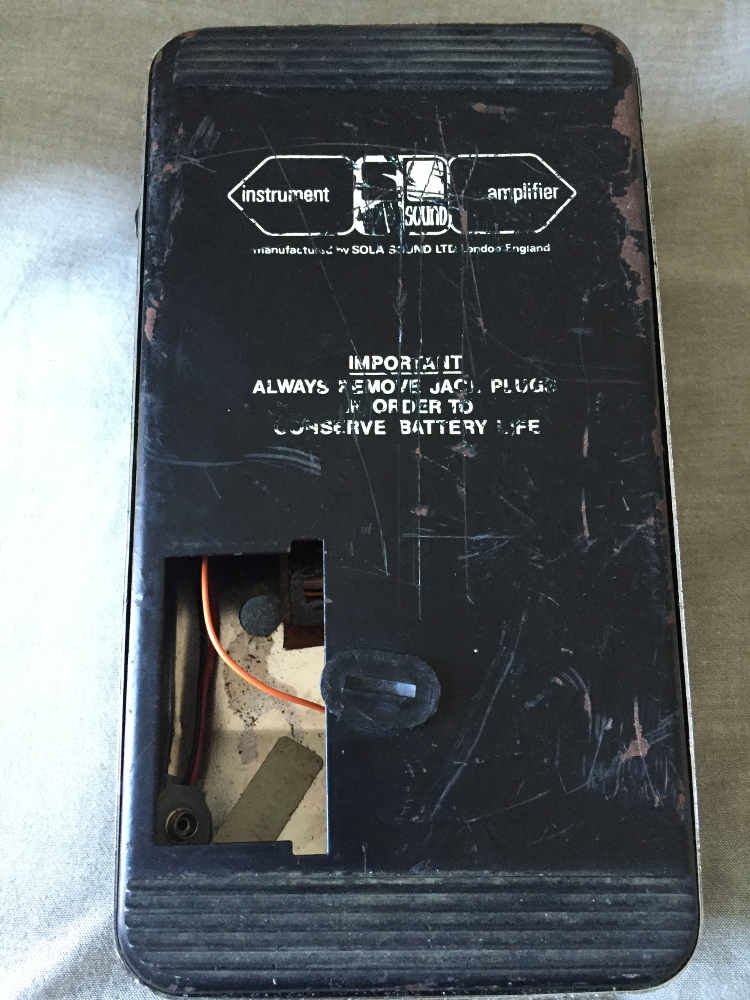 instrument SOUND amplifier
manufactured by SOLA SOUND LTD London England
IMPORTANT
ALWAYS REMOVE JACK PLUGS
IN ORDER TO
CONSERVE BATTERY LIFE